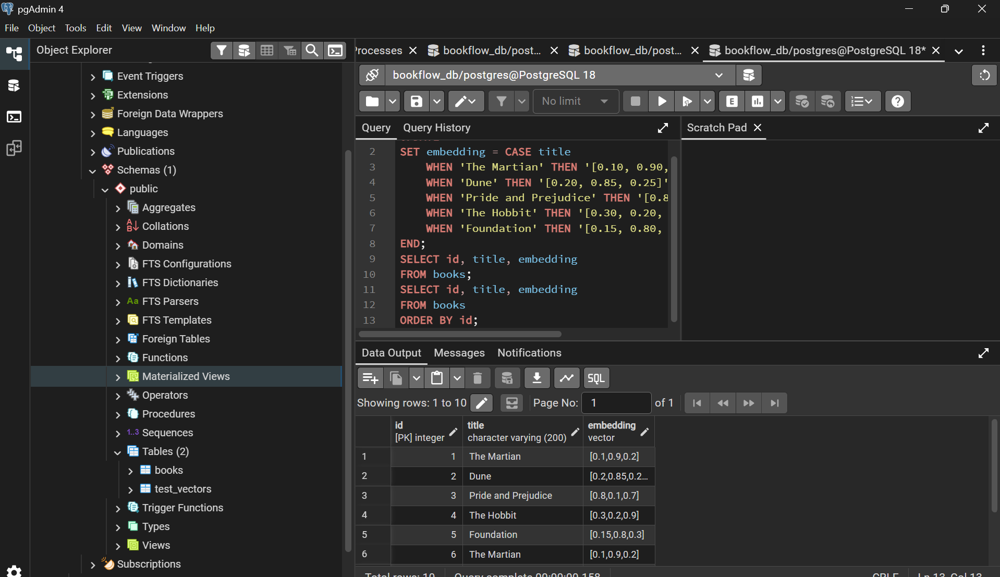 pgAdmin 4
File Object Tools Edit View Window Help
Object Explorer
Event Triggers
Extensions
Foreign Data Wrappers
Languages
Publications
Schemas (1)
public
Aggregates
Collations
Domains
FTS Configurations
FTS Dictionaries
Aa FTS Parsers
FTS Templates
Foreign Tables
Functions
Materialized Views
Operators
Procedures
1..3 Sequences
Tables (2)
books
test_vectors
Trigger Functions
Types
Views
Subscriptions
rocesses bookflow_db/post... bookflow_db/post... bookflow_db/postgres@PostgreSQL 18*
bookflow_db/postgres@PostgreSQL 18
No limit E
Query Query History
Scratch Pad
2 SET embedding = CASE title
3 WHEN 'The Martian' THEN '[0.10, 0.90,
4 WHEN 'Dune' THEN '[0.20, 0.85, 0.25]'
5 WHEN 'Pride and Prejudice' THEN '[0.8
6 WHEN 'The Hobbit' THEN '[0.30, 0.20,
7 WHEN 'Foundation' THEN '[0.15, 0.80,
8 END;
9 SELECT id, title, embedding
10 FROM books;
11 SELECT id, title, embedding
12 FROM books
13 ORDER BY id;
Data Output Messages Notifications
SQL
Showing rows: 1 to 10 Page No: 1 of 1
id title embedding
[PK] integer character varying (200) vector
1 1 The Martian [0.1,0.9,0.2]
2 2 Dune [0.2,0.85,0.2...
3 3 Pride and Prejudice [0.8,0.1,0.7]
4 4 The Hobbit [0.3,0.2,0.9]
5 5 Foundation [0.15,0.8,0.3]
6 6 The Martian [0.1,0.9,0.2]
Total rows: 10 Query complete 00:00:00.158 CRLF Ln 13, Col 13